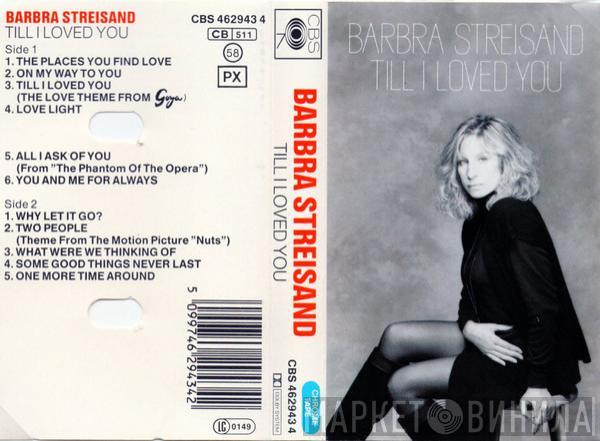 BARBRA STREISAND
TILL I LOVED YOU
CBS 462943 4
CB 511
58
PX
Side 1
1. THE PLACES YOU FIND LOVE
2. ON MY WAY TO YOU
3. TILL I LOVED YOU
(THE LOVE THEME FROM Goya)
4. LOVE LIGHT
5. ALL I ASK OF YOU
(From "The Phantom Of The Opera")
6. YOU AND ME FOR ALWAYS
Side 2
1. WHY LET IT GO?
2. TWO PEOPLE
(Theme From The Motion Picture "Nuts")
3. WHAT WERE WE THINKING OF
4. SOME GOOD THINGS NEVER LAST
5. ONE MORE TIME AROUND
5 099746 294342
LC 0149
CBS
BARBRA STREISAND
TILL I LOVED YOU
CBS 462943 4
DOLBY SYSTEM
CHROME TAPE
BARBRA STREISAND
TILL I LOVED YOU
МАРКЕТ ВИНИЛА